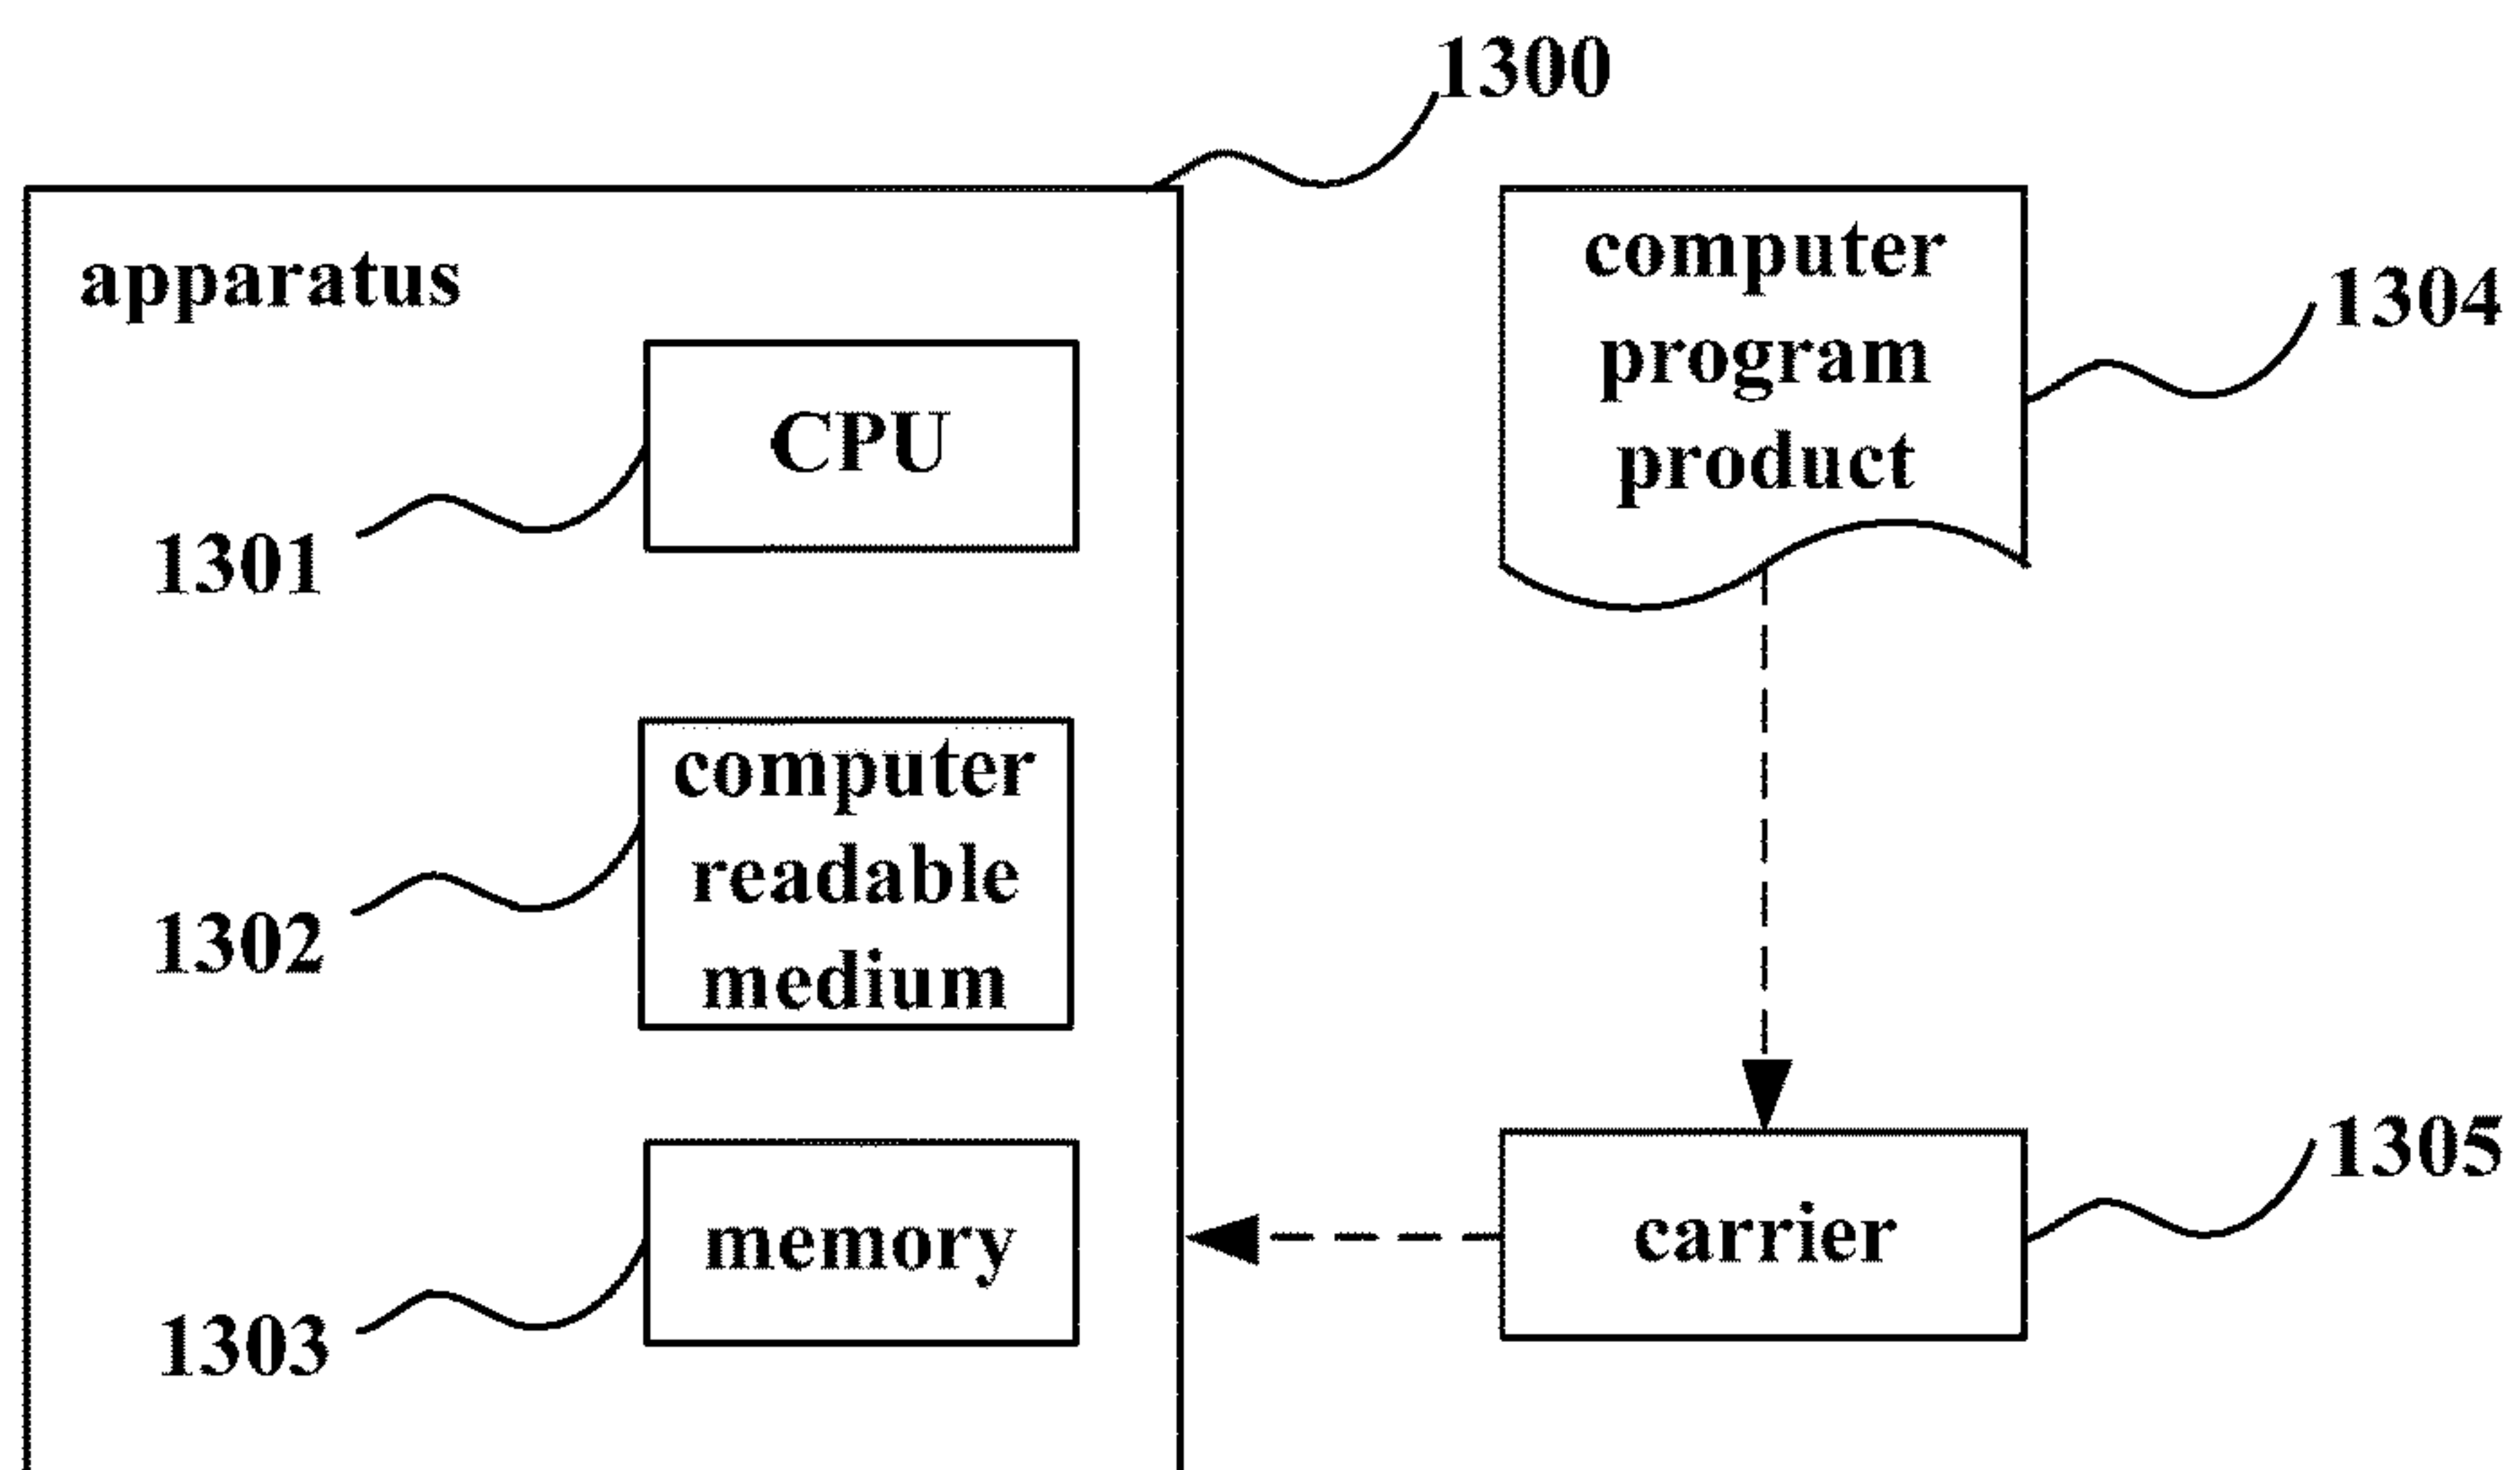 1300
apparatus
CPU
1301
computer
readable
medium
1302
memory
1303
computer
program
product
1304
carrier
1305